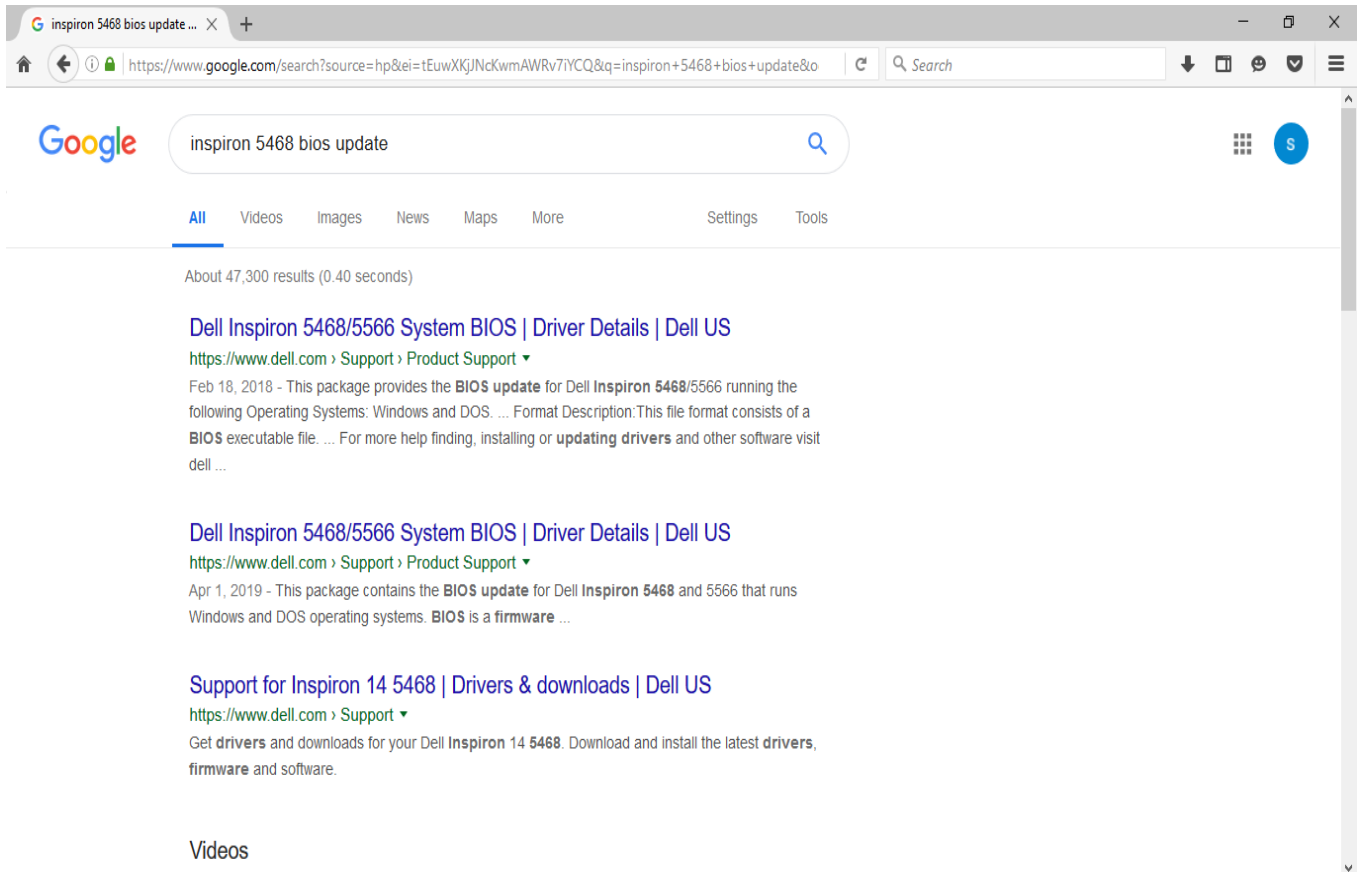 inspiron 5468 bios update ...
https://www.google.com/search?source=hp&ei=tEuwXKjJNcKwmAWRv7iYCQ&q=inspiron+5468+bios+update&o
Search
Google
inspiron 5468 bios update
S
All Videos Images News Maps More Settings Tools
About 47,300 results (0.40 seconds)
Dell Inspiron 5468/5566 System BIOS | Driver Details | Dell US
https://www.dell.com › Support › Product Support
Feb 18, 2018 - This package provides the BIOS update for Dell Inspiron 5468/5566 running the
following Operating Systems: Windows and DOS. ... Format Description:This file format consists of a
BIOS executable file. ... For more help finding, installing or updating drivers and other software visit
dell ...
Dell Inspiron 5468/5566 System BIOS | Driver Details | Dell US
https://www.dell.com › Support › Product Support
Apr 1, 2019 - This package contains the BIOS update for Dell Inspiron 5468 and 5566 that runs
Windows and DOS operating systems. BIOS is a firmware ...
Support for Inspiron 14 5468 | Drivers & downloads | Dell US
https://www.dell.com › Support
Get drivers and downloads for your Dell Inspiron 14 5468. Download and install the latest drivers,
firmware and software.
Videos